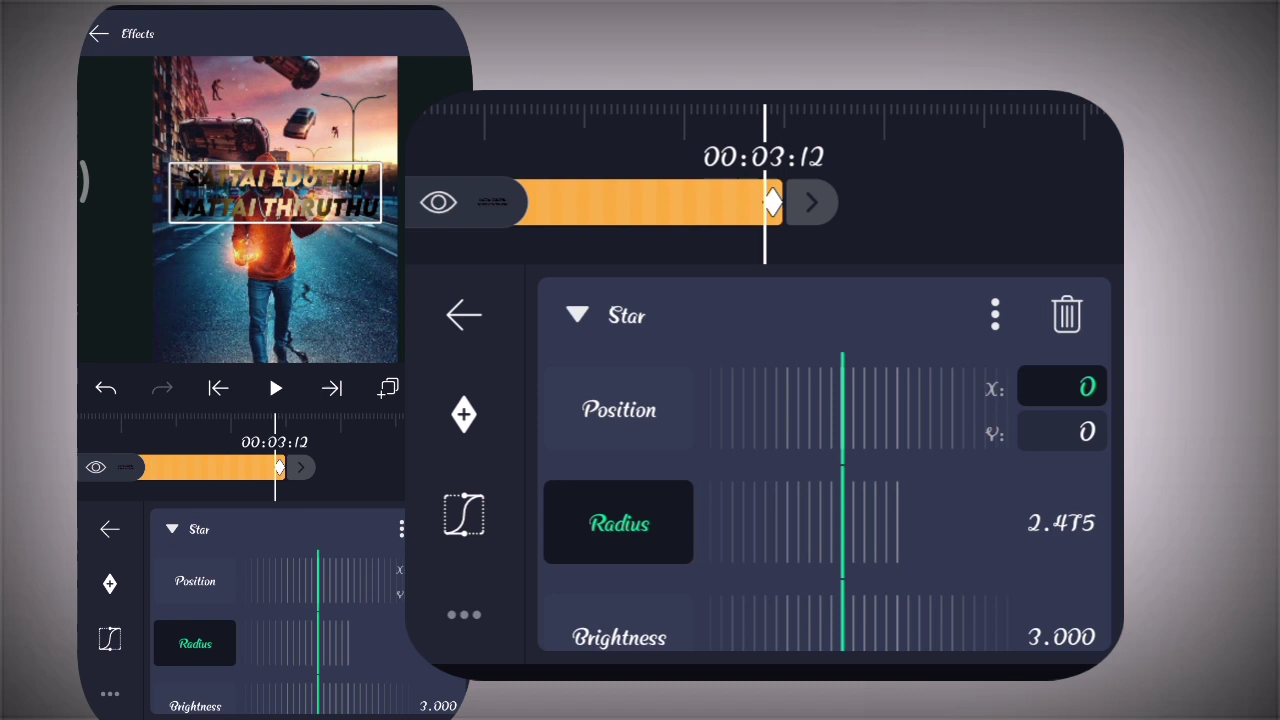 Effects
SATTAI EDUTHU
NATTAI THIRUTHU
00:03:12
Star
Position
X
Y
Radius
Brightness
3.000
00:03:12
Star
Position
X:
0
Y:
0
Radius
2.475
Brightness
3.000